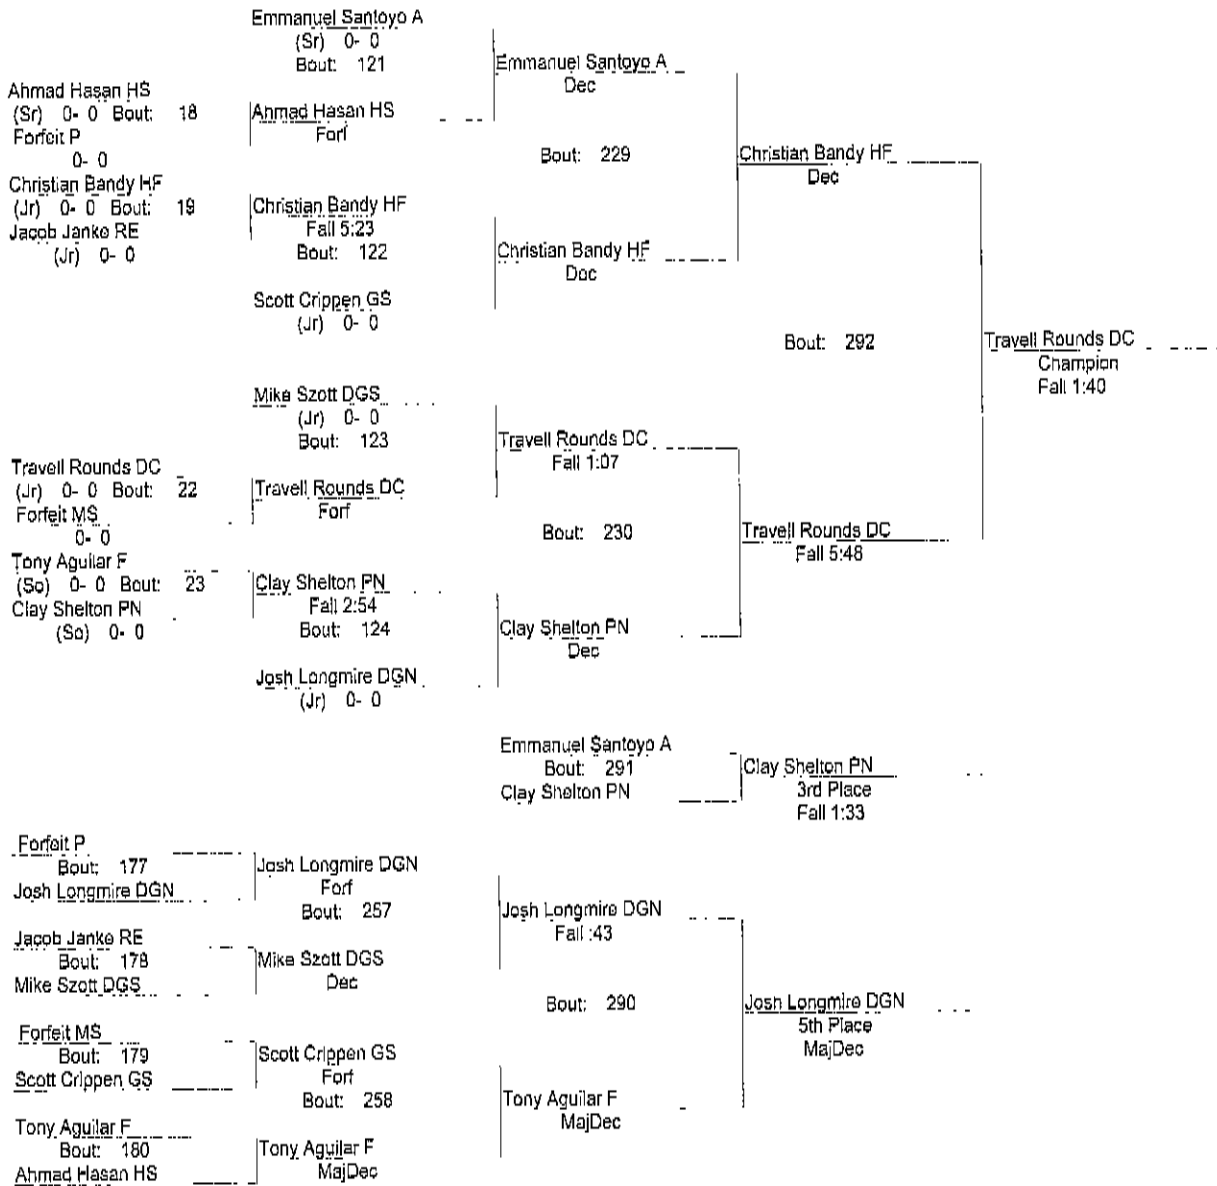 Emmanuel Santoyo A
(Sr) 0- 0
Bout: 121
Emmanuel Santoyo A
Dec
Ahmad Hasan HS
(Sr) 0- 0 Bout: 18
Forfeit P
0- 0
Ahmad Hasan HS
Forf
Bout: 229
Christian Bandy HF
Dec
Christian Bandy HF
(Jr) 0- 0 Bout: 19
Jacob Janke RE
(Jr) 0- 0
Christian Bandy HF
Fall 5:23
Bout: 122
Christian Bandy HF
Dec
Scott Crippen GS
(Jr) 0- 0
Bout: 292
Travell Rounds DC
Champion
Fall 1:40
Mike Szott DGS
(Jr) 0- 0
Bout: 123
Travell Rounds DC
Fall 1:07
Travell Rounds DC
(Jr) 0- 0 Bout: 22
Forfeit MS
0- 0
Travell Rounds DC
Forf
Bout: 230
Travell Rounds DC
Fall 5:48
Tony Aguilar F
(So) 0- 0 Bout: 23
Clay Shelton PN
(So) 0- 0
Clay Shelton PN
Fall 2:54
Bout: 124
Clay Shelton PN
Dec
Josh Longmire DGN
(Jr) 0- 0
Emmanuel Santoyo A
Bout: 291
Clay Shelton PN
Clay Shelton PN
3rd Place
Fall 1:33
Forfeit P
Bout: 177
Josh Longmire DGN
Josh Longmire DGN
Forf
Bout: 257
Josh Longmire DGN
Fall :43
Jacob Janke RE
Bout: 178
Mike Szott DGS
Mike Szott DGS
Dec
Bout: 290
Josh Longmire DGN
5th Place
MajDec
Forfeit MS
Bout: 179
Scott Crippen GS
Scott Crippen GS
Forf
Bout: 258
Tony Aguilar F
MajDec
Tony Aguilar F
Bout: 180
Ahmad Hasan HS
Tony Aguilar F
MajDec